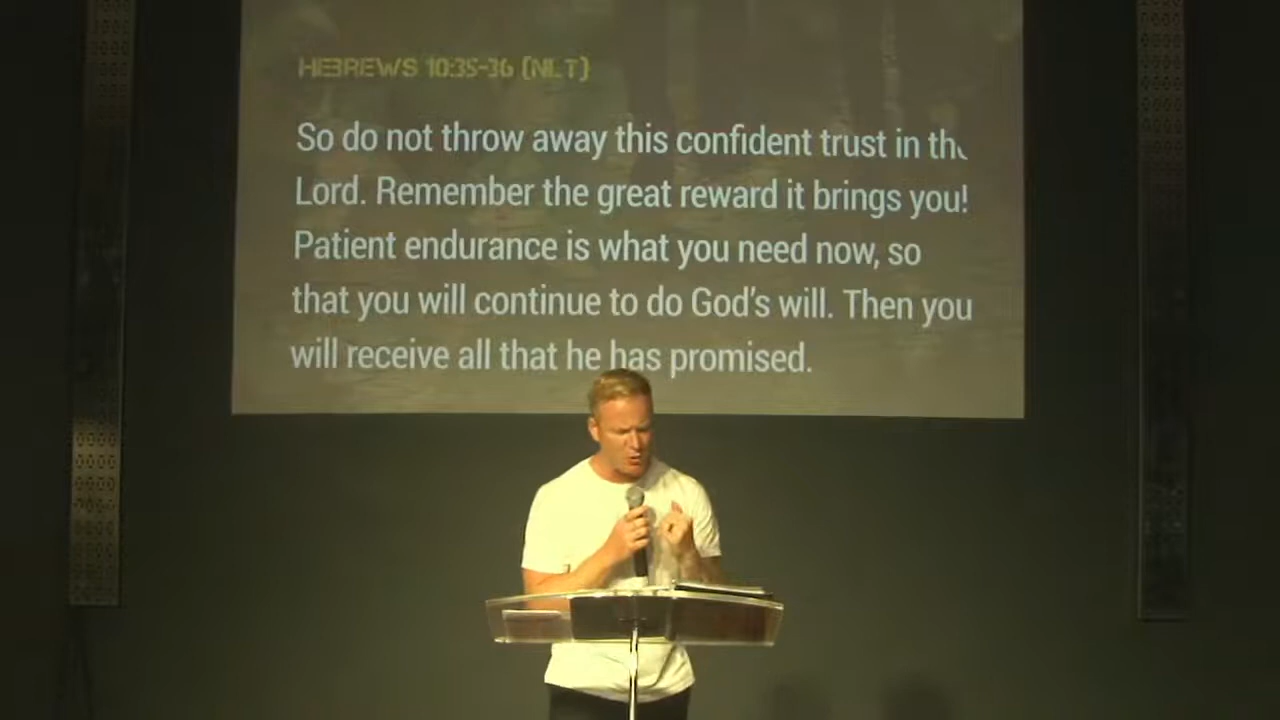 HEBREWS 10:35-36 (NLT)
So do not throw away this confident trust in the
Lord. Remember the great reward it brings you!
Patient endurance is what you need now, so
that you will continue to do God's will. Then you
will receive all that he has promised.